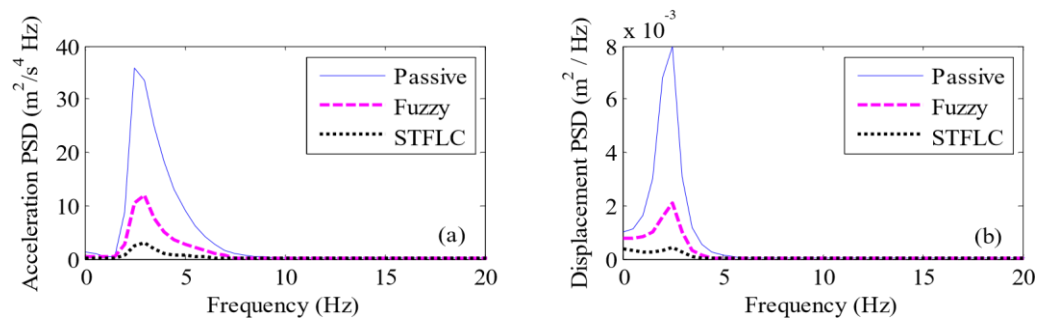 Acceleration PSD (m²/s⁴ Hz)
40
30
20
10
0
0 5 10 15 20
Frequency (Hz)
Passive
Fuzzy
STFLC
(a)
x 10⁻³
Displacement PSD (m² / Hz)
8
6
4
2
0
0 5 10 15 20
Frequency (Hz)
Passive
Fuzzy
STFLC
(b)